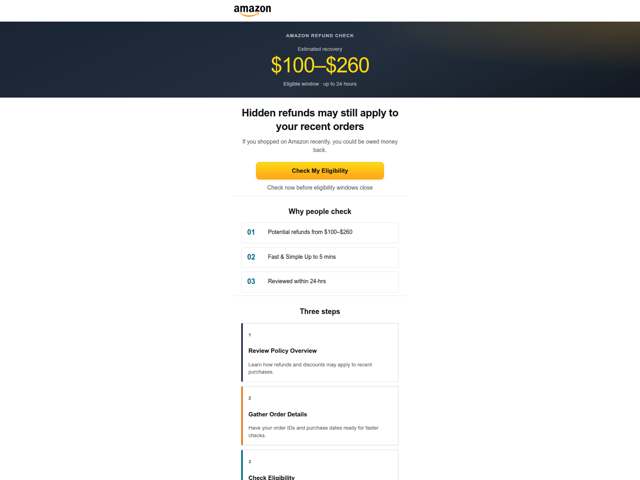 amazon
AMAZON REFUND CHECK
Estimated recovery
$100–$260
Eligible window · up to 24 hours
Hidden refunds may still apply to
your recent orders
If you shopped on Amazon recently, you could be owed money
back.
Check My Eligibility
Check now before eligibility windows close
Why people check
01 Potential refunds from $100–$260
02 Fast & Simple Up to 5 mins
03 Reviewed within 24-hrs
Three steps
1
Review Policy Overview
Learn how refunds and discounts may apply to recent
purchases.
2
Gather Order Details
Have your order IDs and purchase dates ready for faster
checks.
3
Check Eligibility